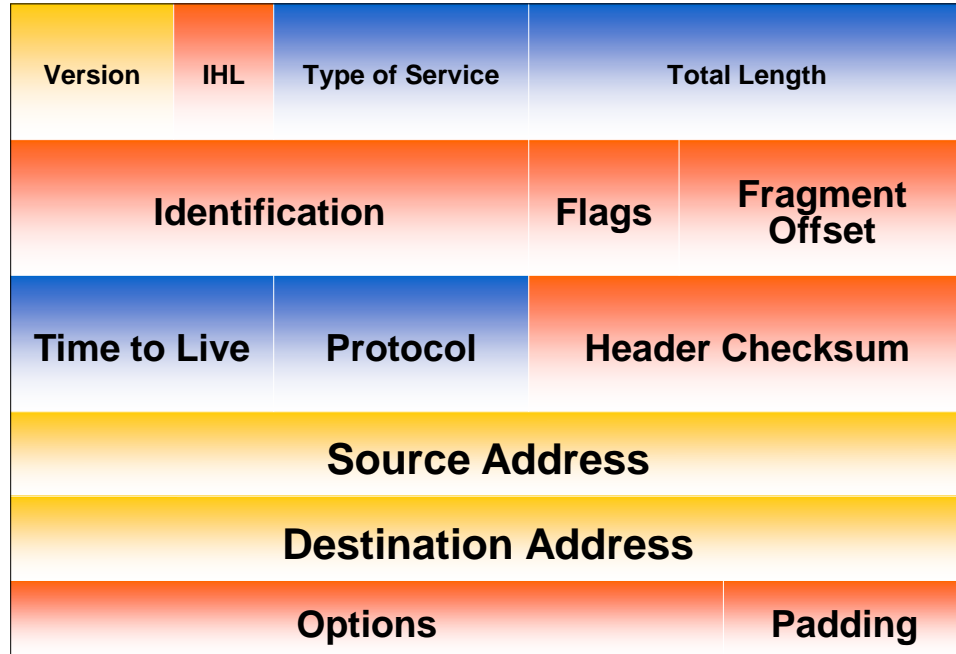 Version IHL Type of Service Total Length
Identification Flags Fragment
Offset
Time to Live Protocol Header Checksum
Source Address
Destination Address
Options Padding